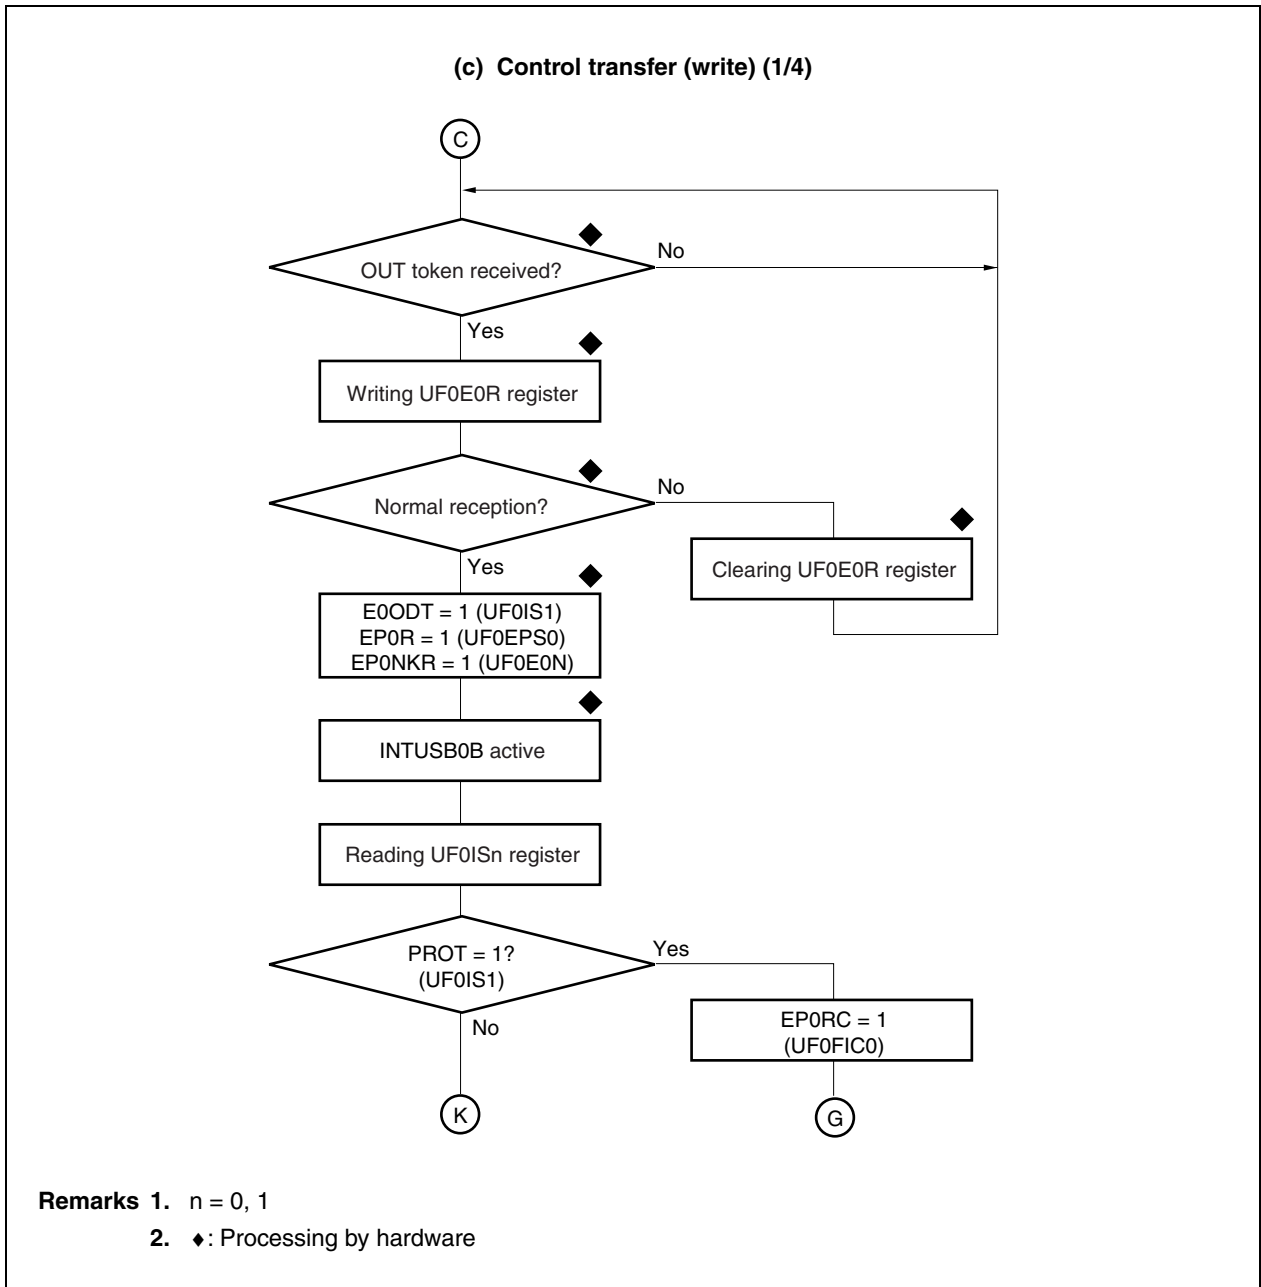 (c) Control transfer (write) (1/4)
C
OUT token received?
No
Yes
Writing UF0E0R register
Normal reception?
No
Yes
Clearing UF0E0R register
E0ODT = 1 (UF0IS1)
EP0R = 1 (UF0EPS0)
EP0NKR = 1 (UF0E0N)
INTUSB0B active
Reading UF0ISn register
PROT = 1?
(UF0IS1)
Yes
No
EP0RC = 1
(UF0FIC0)
K
G
Remarks 1. n = 0, 1
2. ♦: Processing by hardware